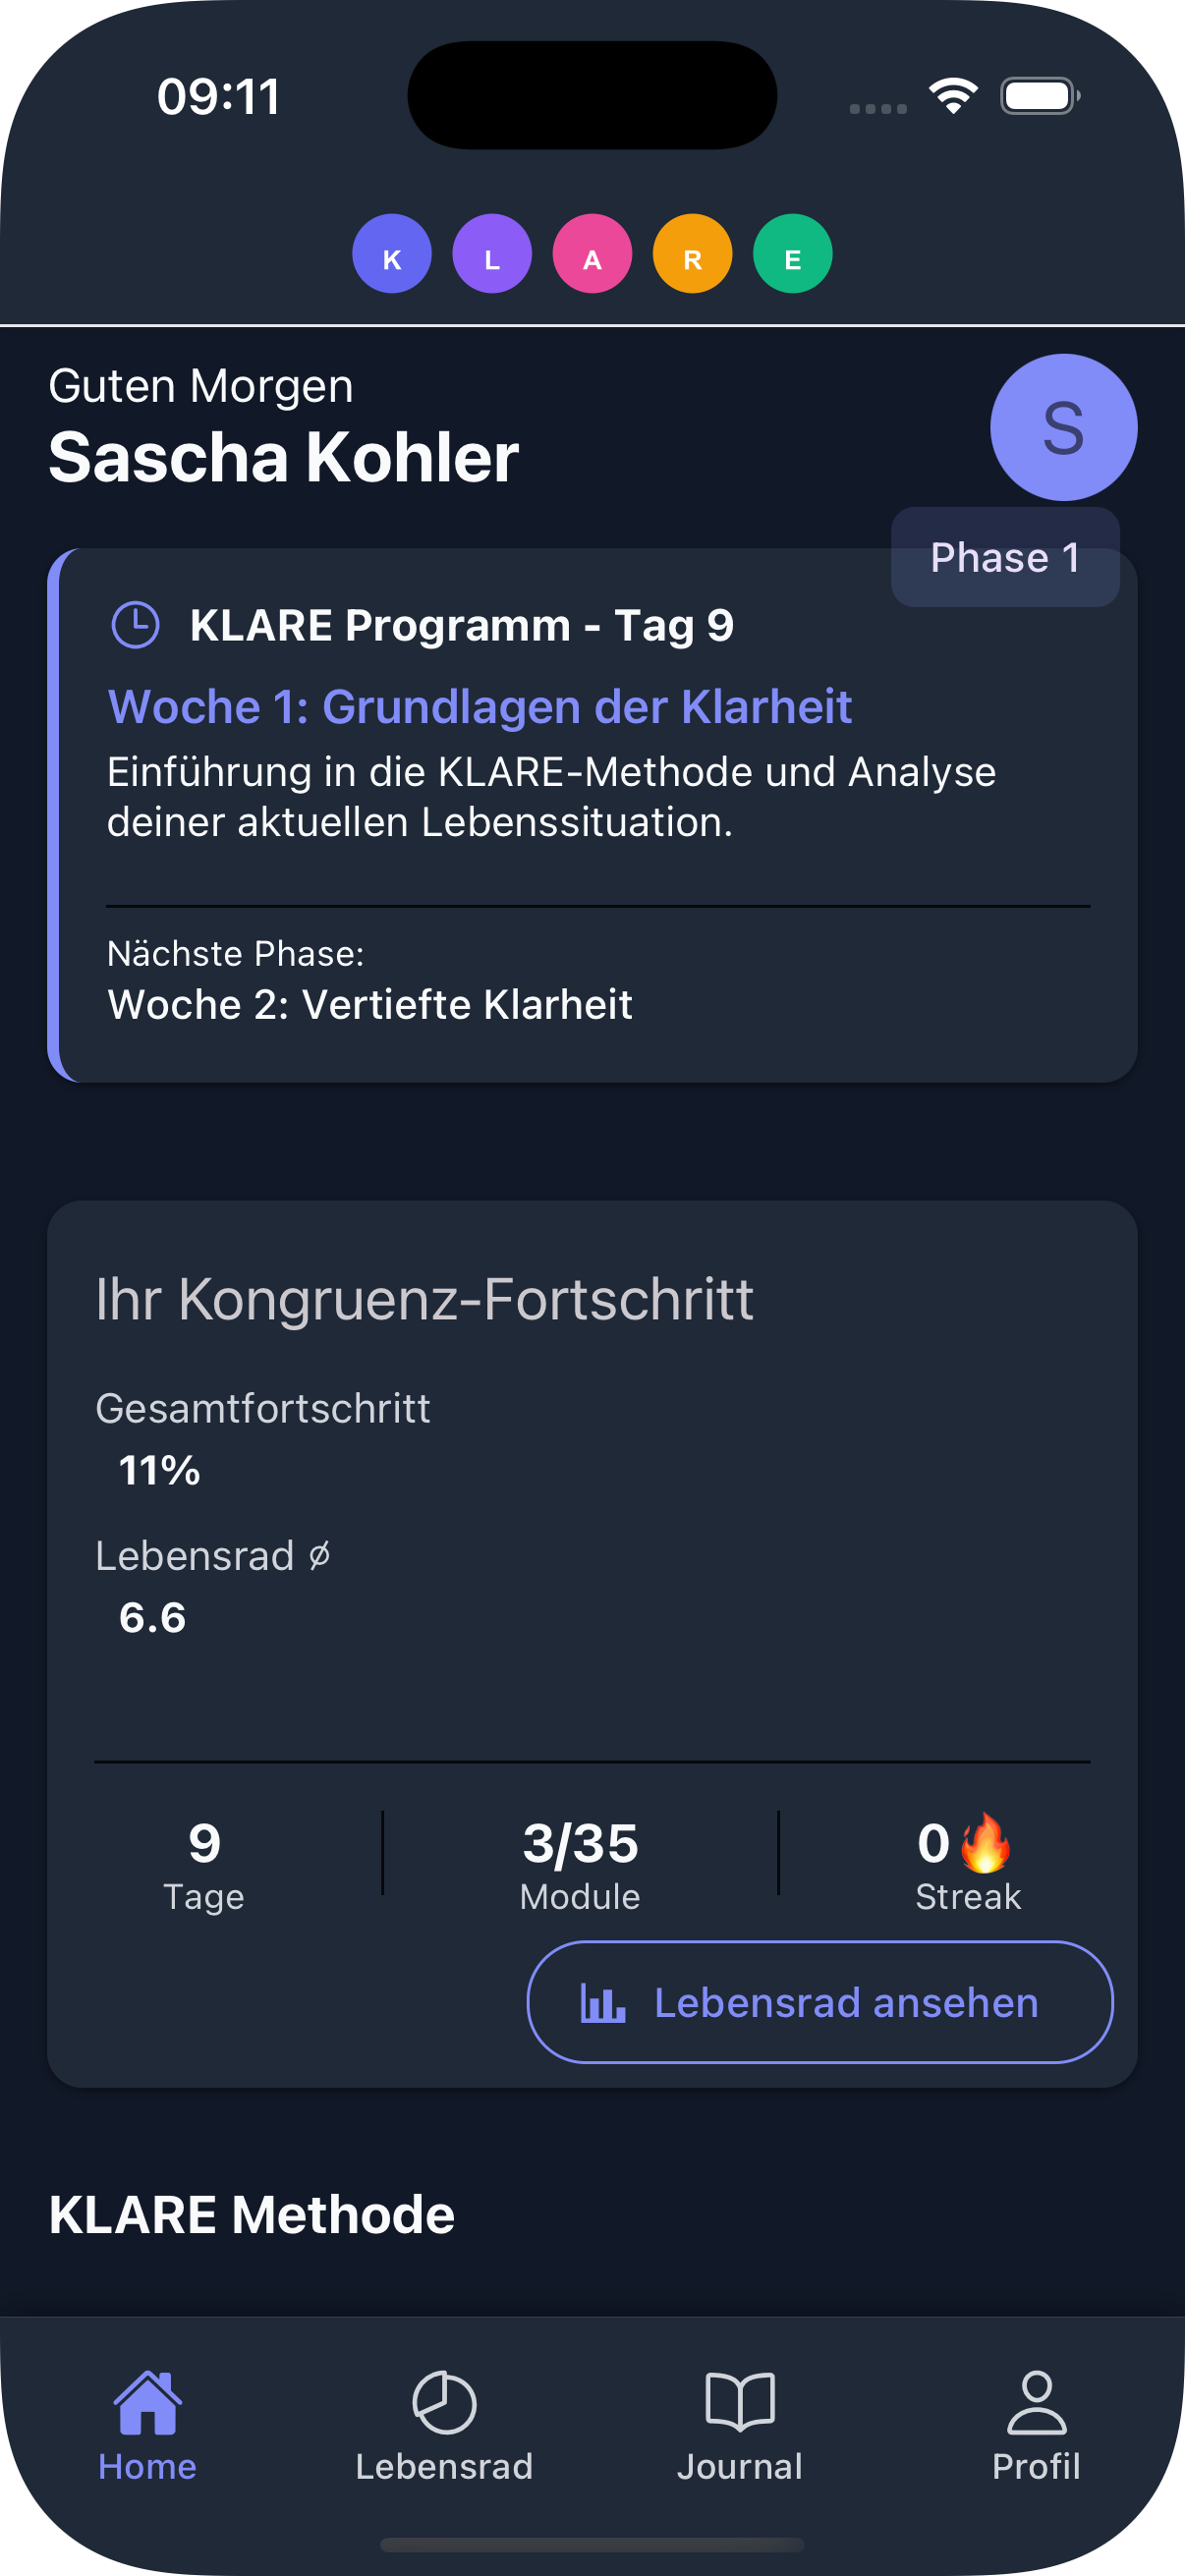 09:11
K L A R E
Guten Morgen
Sascha Kohler
S
Phase 1
KLARE Programm - Tag 9
Woche 1: Grundlagen der Klarheit
Einführung in die KLARE-Methode und Analyse
deiner aktuellen Lebenssituation.
Nächste Phase:
Woche 2: Vertiefte Klarheit
Ihr Kongruenz-Fortschritt
Gesamtfortschritt
11%
Lebensrad ∅
6.6
9 3/35 0🔥
Tage Module Streak
Lebensrad ansehen
KLARE Methode
Home Lebensrad Journal Profil